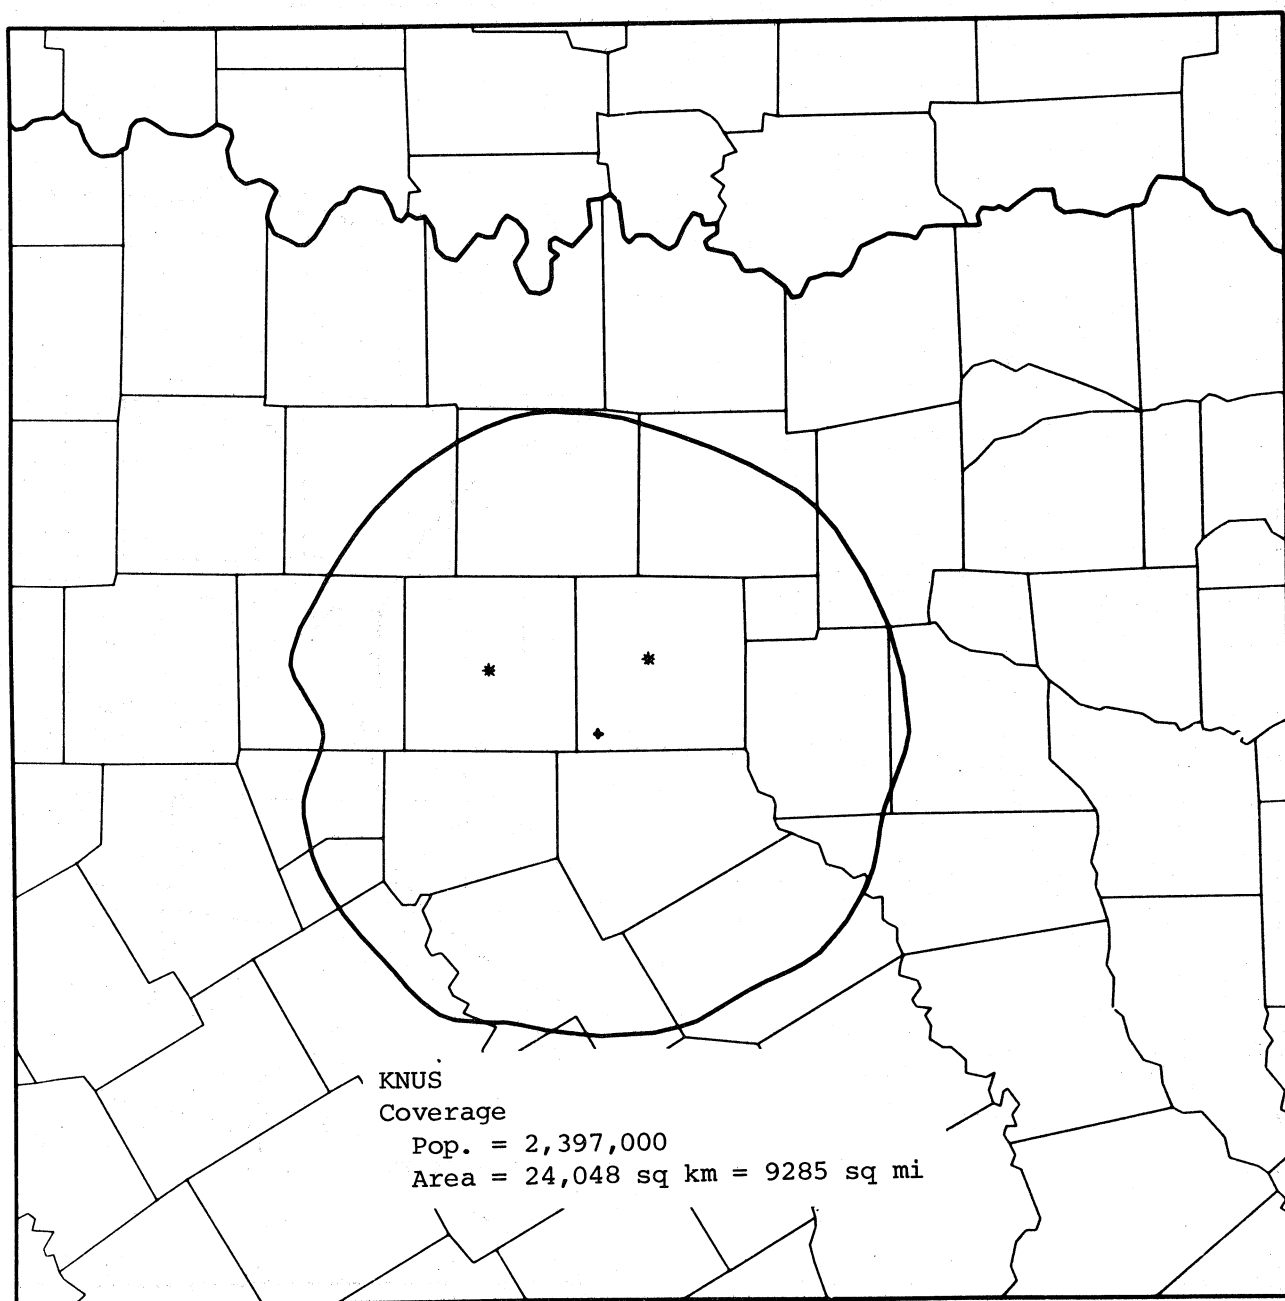 KNUS
Coverage
Pop. = 2,397,000
Area = 24,048 sq km = 9285 sq mi